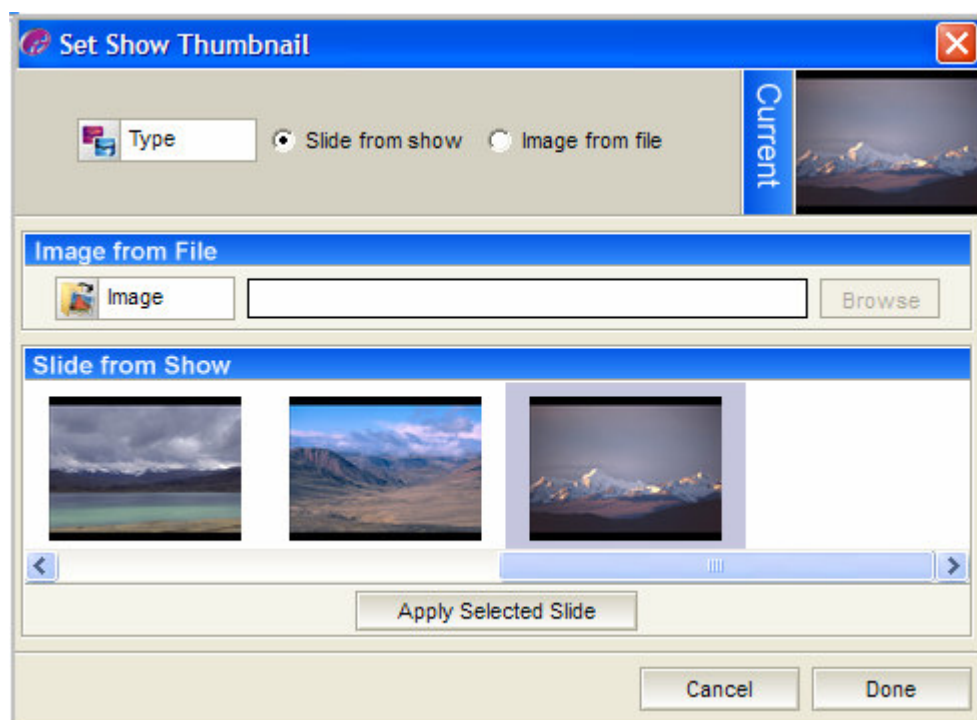 Set Show Thumbnail
Type
Slide from show
Image from file
Current
Image from File
Image
Browse
Slide from Show
Apply Selected Slide
Cancel
Done